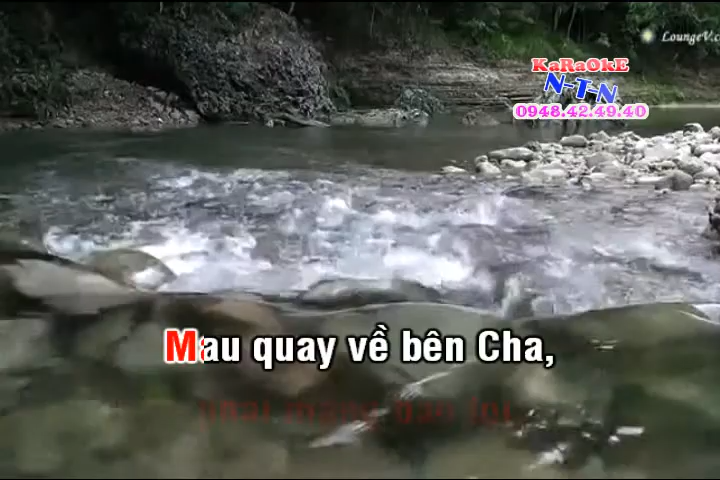 LoungeV.c
KaRaOkE
N-T-N
0948.42.49.40
Mau quay về bên Cha,